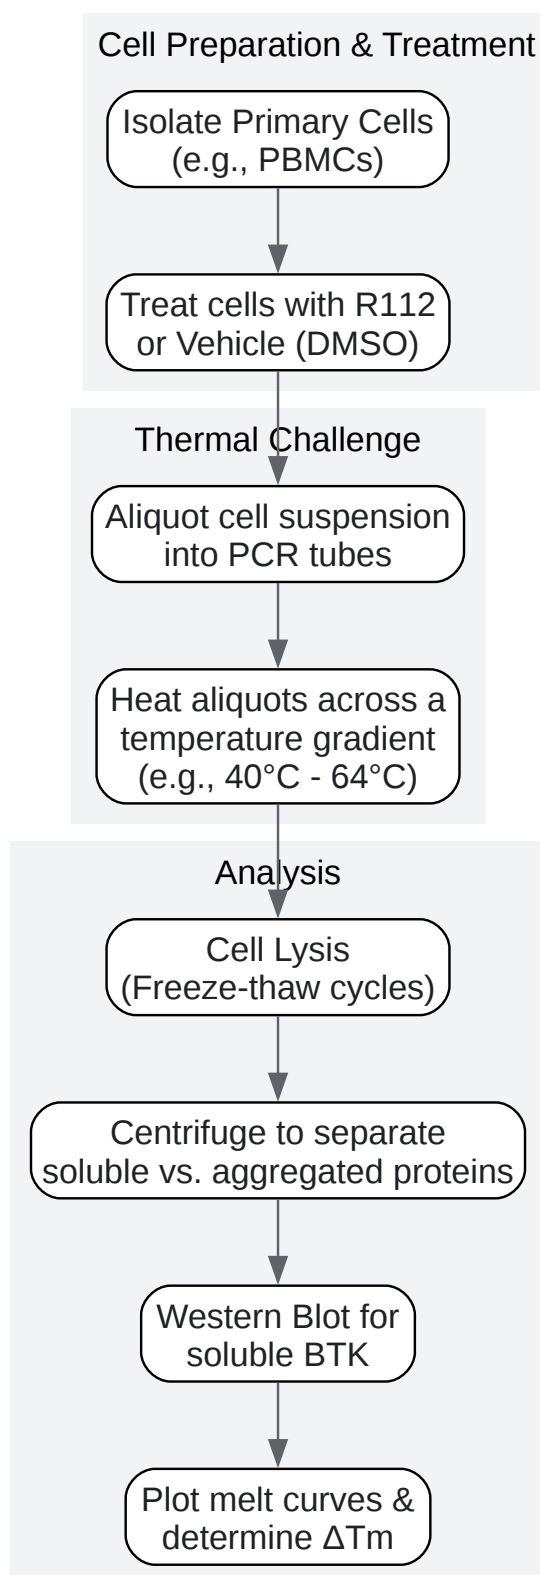 Cell Preparation & Treatment
Isolate Primary Cells
(e.g., PBMCs)
Treat cells with R112
or Vehicle (DMSO)
Thermal Challenge
Aliquot cell suspension
into PCR tubes
Heat aliquots across a
temperature gradient
(e.g., 40°C - 64°C)
Analysis
Cell Lysis
(Freeze-thaw cycles)
Centrifuge to separate
soluble vs. aggregated proteins
Western Blot for
soluble BTK
Plot melt curves &
determine ΔTm